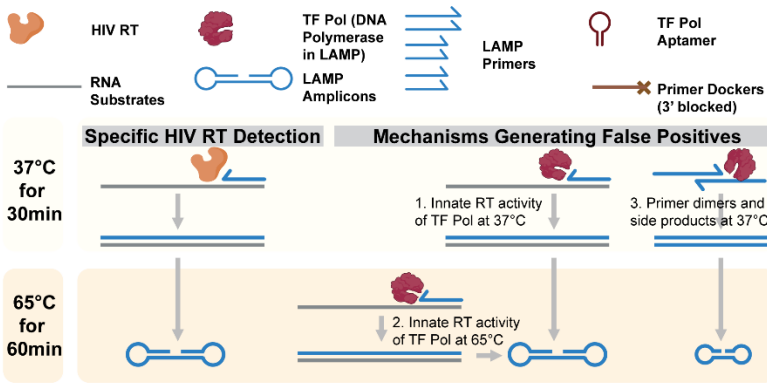 HIV RT
TF Pol (DNA
Polymerase
in LAMP)
LAMP
Primers
TF Pol
Aptamer
RNA
Substrates
LAMP
Amplicons
Primer Dockers
(3' blocked)
Specific HIV RT Detection
Mechanisms Generating False Positives
37°C
for
30min
1. Innate RT activity
of TF Pol at 37°C
3. Primer dimers and
side products at 37°C
65°C
for
60min
2. Innate RT activity
of TF Pol at 65°C